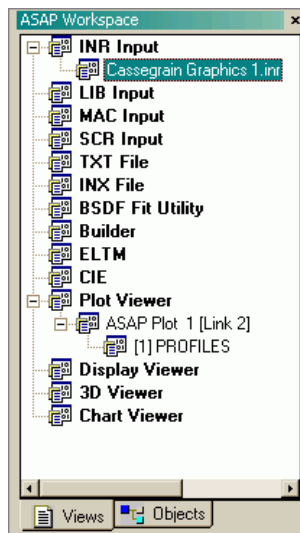 ASAP Workspace
INR Input
Cassegrain Graphics 1.inr
LIB Input
MAC Input
SCR Input
TXT File
INX File
BSDF Fit Utility
Builder
ELTM
CIE
Plot Viewer
ASAP Plot 1 [Link 2]
[1] PROFILES
Display Viewer
3D Viewer
Chart Viewer
Views Objects